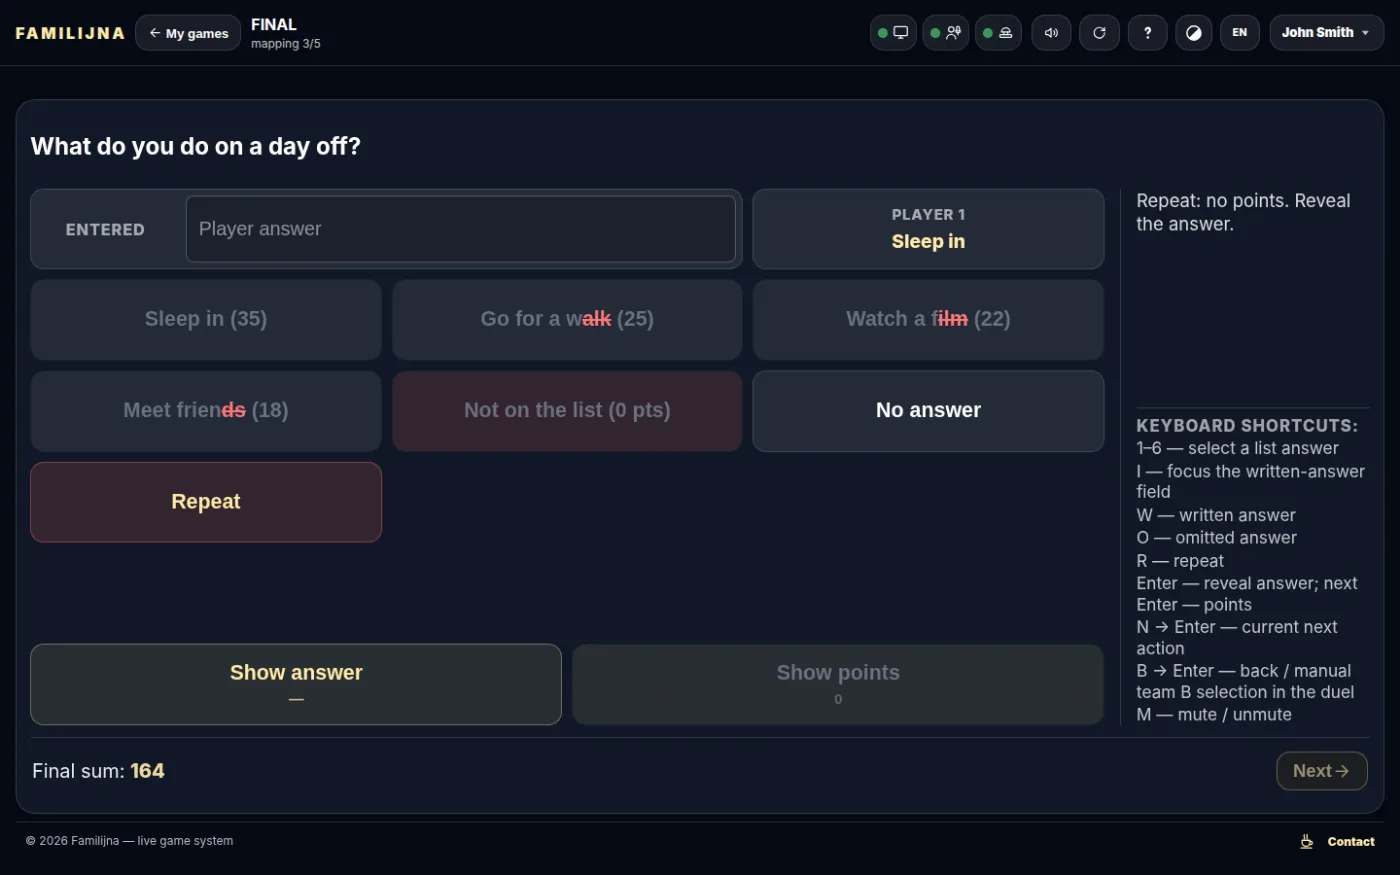 FAMILIJNA
← My games
FINAL
mapping 3/5
?
EN
John Smith
What do you do on a day off?
ENTERED
Player answer
PLAYER 1
Sleep in
Repeat: no points. Reveal
the answer.
Sleep in (35)
Go for a walk (25)
Watch a film (22)
Meet friends (18)
Not on the list (0 pts)
No answer
Repeat
KEYBOARD SHORTCUTS:
1–6 — select a list answer
I — focus the written-answer
field
W — written answer
O — omitted answer
R — repeat
Enter — reveal answer; next
Enter — points
N → Enter — current next
action
B → Enter — back / manual
team B selection in the duel
M — mute / unmute
Show answer
—
Show points
0
Final sum: 164
Next→
© 2026 Familijna — live game system
Contact